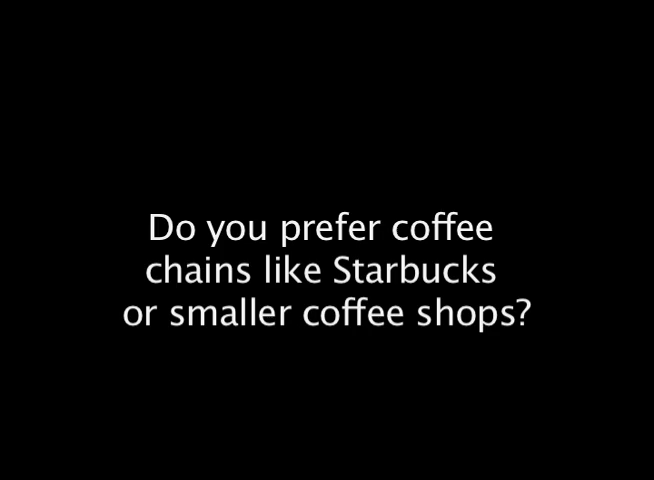 Do you prefer coffee
chains like Starbucks
or smaller coffee shops?